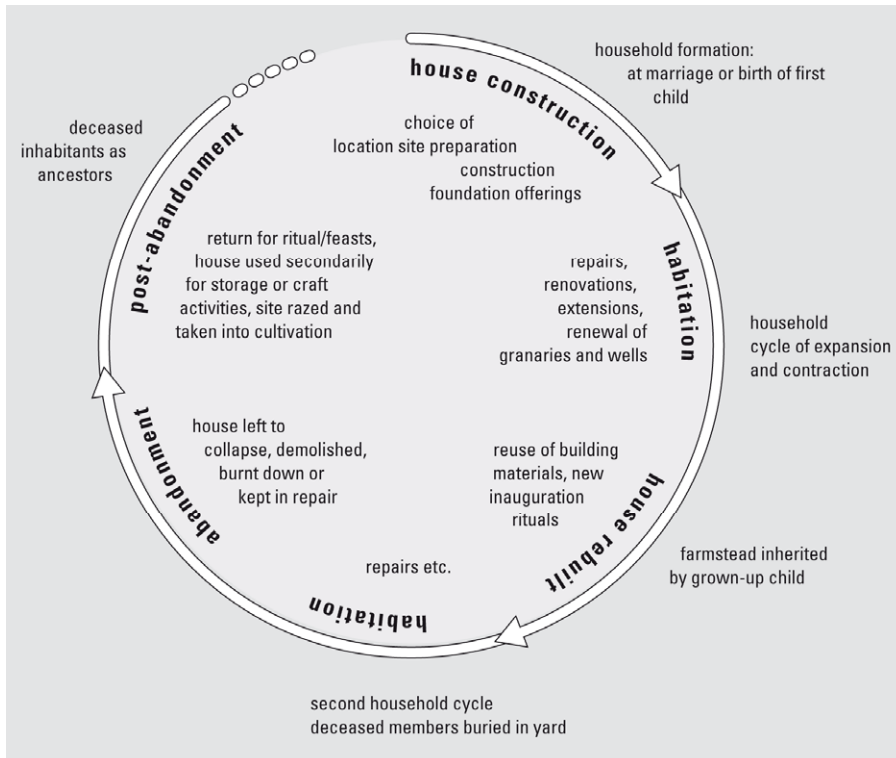 house construction
household formation:
at marriage or birth of first
child
choice of
location site preparation
construction
foundation offerings
habitation
repairs,
renovations,
extensions,
renewal of
granaries and wells
household
cycle of expansion
and contraction
house rebuilt
reuse of building
materials, new
inauguration
rituals
farmstead inherited
by grown-up child
habitation
repairs etc.
second household cycle
deceased members buried in yard
abandonment
house left to
collapse, demolished,
burnt down or
kept in repair
post-abandonment
return for ritual/feasts,
house used secondarily
for storage or craft
activities, site razed and
taken into cultivation
deceased
inhabitants as
ancestors